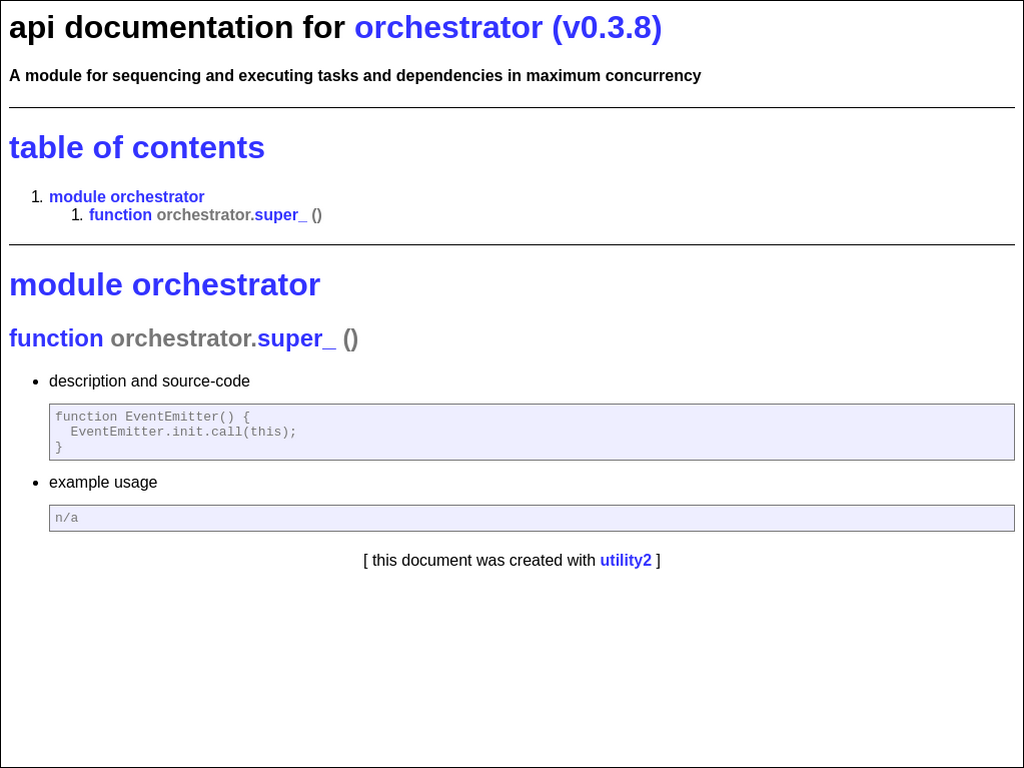 api documentation for orchestrator (v0.3.8)
A module for sequencing and executing tasks and dependencies in maximum concurrency
table of contents
1. module orchestrator
1. function orchestrator.super_ ()
module orchestrator
function orchestrator.super_ ()
• description and source-code
function EventEmitter() {
  EventEmitter.init.call(this);
}
• example usage
n/a
[ this document was created with utility2 ]